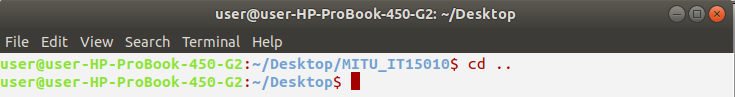 user@user-HP-ProBook-450-G2: ~/Desktop
File Edit View Search Terminal Help
user@user-HP-ProBook-450-G2:~/Desktop/MITU_IT15010$ cd ..
user@user-HP-ProBook-450-G2:~/Desktop$